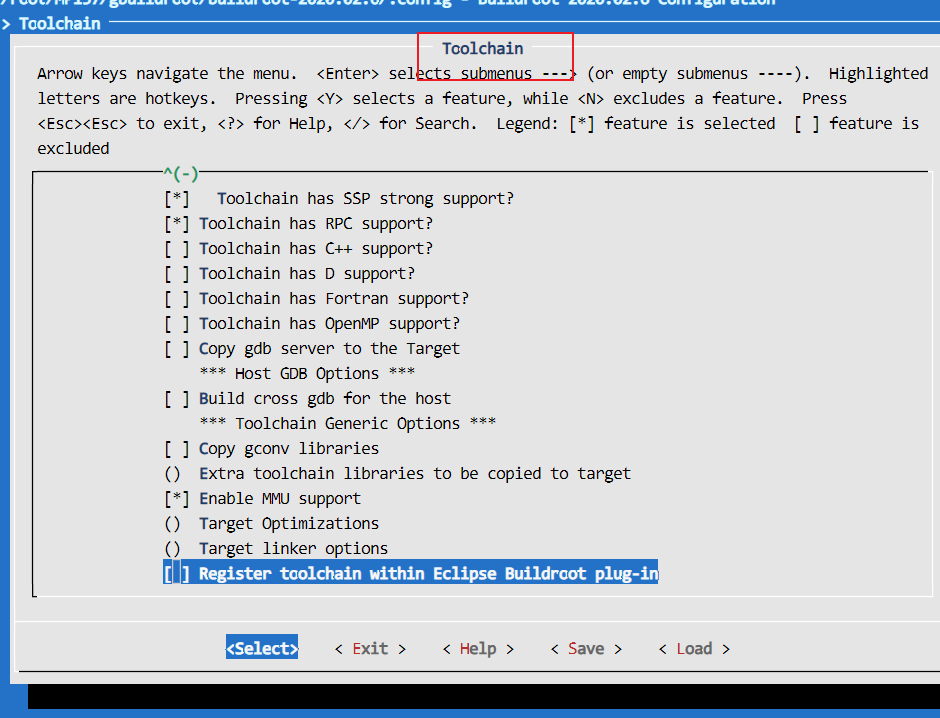 > Toolchain
Toolchain
Arrow keys navigate the menu.  <Enter> selects submenus ---> (or empty submenus ----).  Highlighted
letters are hotkeys.  Pressing <Y> selects a feature, while <N> excludes a feature.  Press
<Esc><Esc> to exit, <?> for Help, </> for Search.  Legend: [*] feature is selected  [ ] feature is
excluded
^(-)
[*]   Toolchain has SSP strong support?
[*] Toolchain has RPC support?
[ ] Toolchain has C++ support?
[ ] Toolchain has D support?
[ ] Toolchain has Fortran support?
[ ] Toolchain has OpenMP support?
[ ] Copy gdb server to the Target
*** Host GDB Options ***
[ ] Build cross gdb for the host
*** Toolchain Generic Options ***
[ ] Copy gconv libraries
()  Extra toolchain libraries to be copied to target
[*] Enable MMU support
()  Target Optimizations
()  Target linker options
[ ] Register toolchain within Eclipse Buildroot plug-in
<Select>    < Exit >    < Help >    < Save >    < Load >